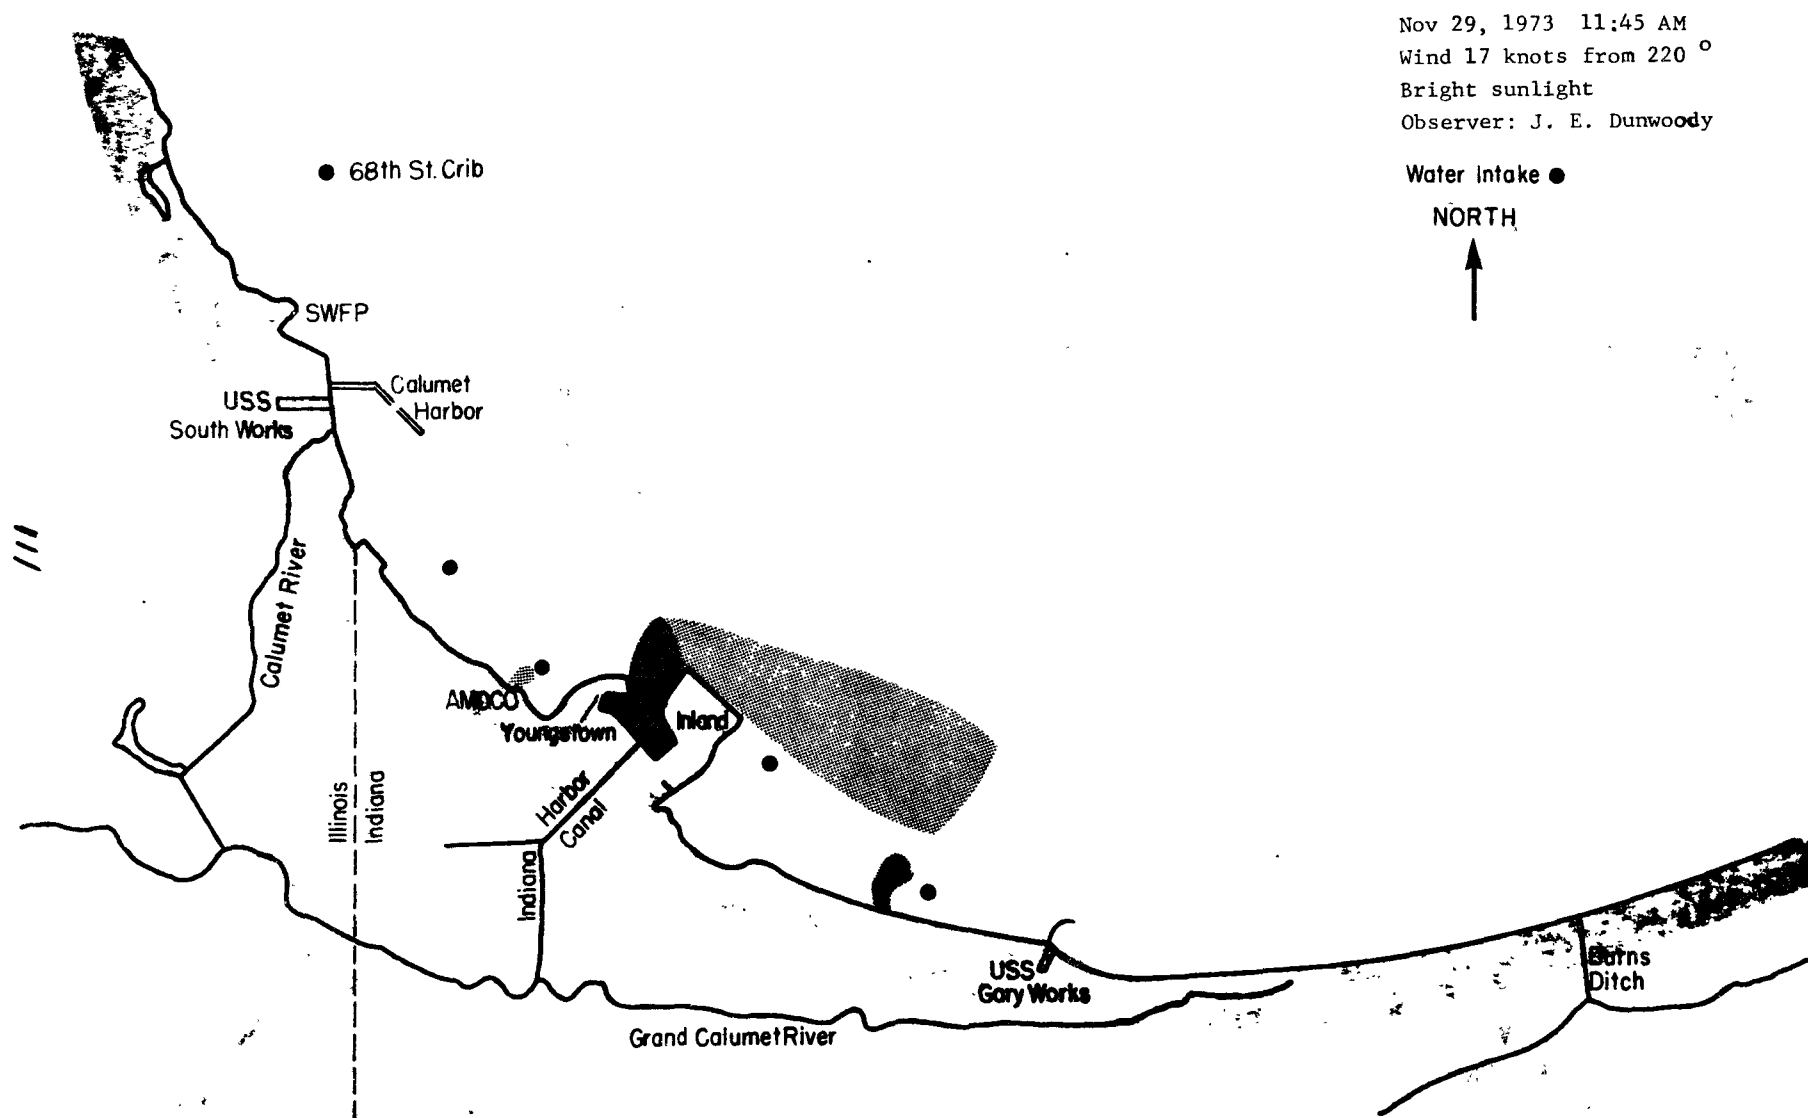 Nov 29, 1973 11:45 AM
Wind 17 knots from 220 °
Bright sunlight
Observer: J. E. Dunwoody
Water Intake
NORTH
68th St. Crib
SWFP
Calumet
Harbor
USS
South Works
111
Calumet River
AMOCO
Youngstown
Inland
Harbor
Canal
Indiana
Illinois
Indiana
USS
Gary Works
Burns
Ditch
Grand Calumet River